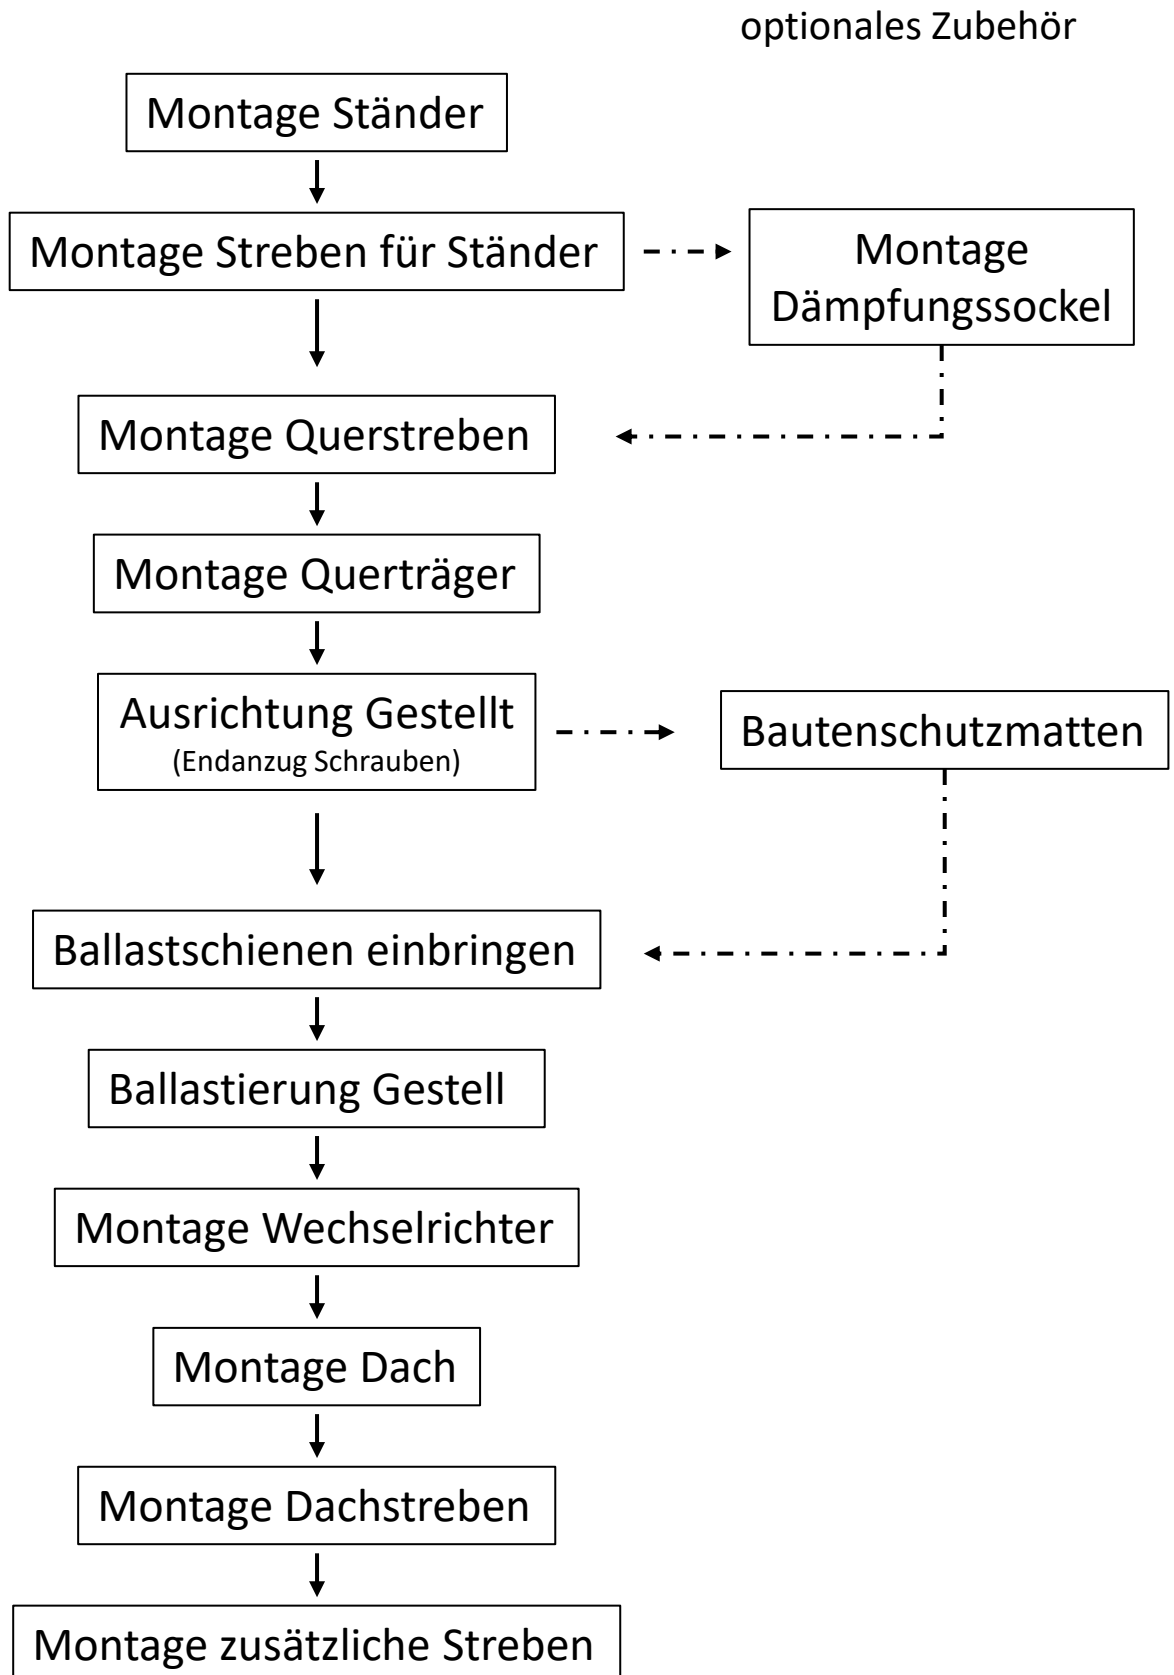 optionales Zubehör
Montage Ständer
Montage Streben für Ständer
Montage
Dämpfungssockel
Montage Querstreben
Montage Querträger
Ausrichtung Gestellt
(Endanzug Schrauben)
Bautenschutzmatten
Ballastschienen einbringen
Ballastierung Gestell
Montage Wechselrichter
Montage Dach
Montage Dachstreben
Montage zusätzliche Streben